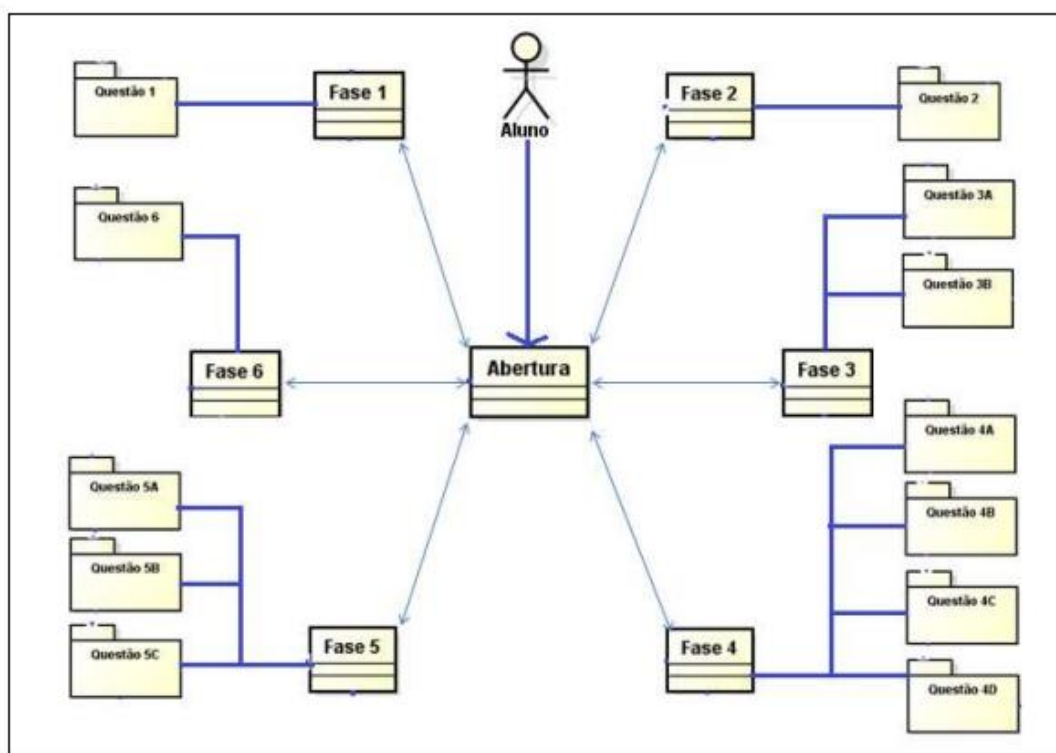 Questão 1
Fase 1
Aluno
Fase 2
Questão 2
Questão 6
Questão 3A
Questão 3B
Fase 6
Abertura
Fase 3
Questão 4A
Questão 5A
Questão 4B
Questão 5B
Questão 4C
Questão 5C
Fase 5
Fase 4
Questão 4D